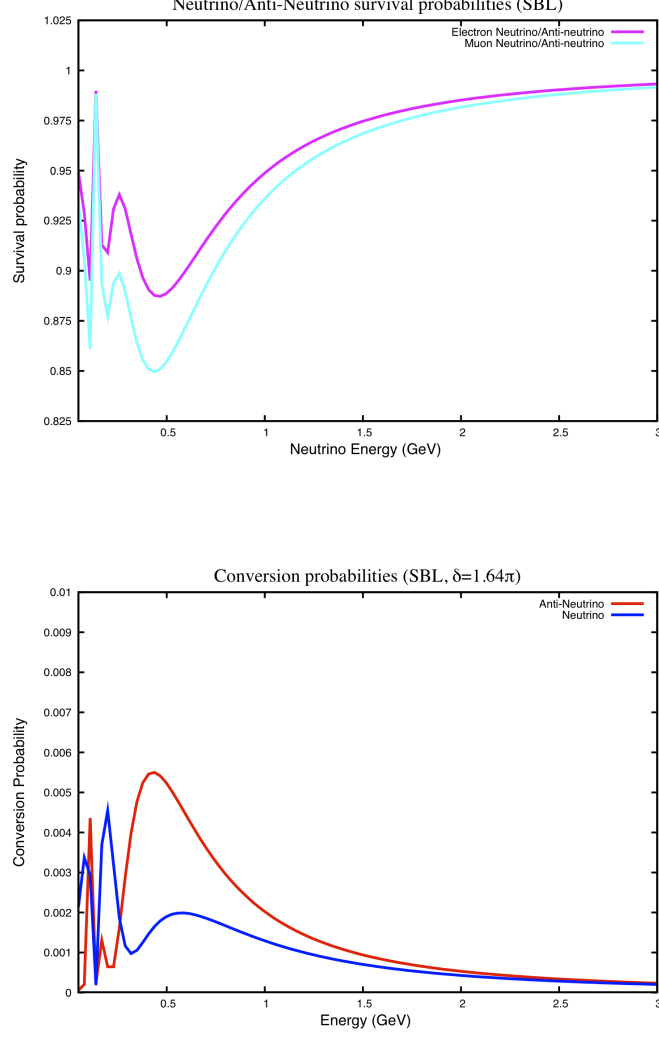 Neutrino/Anti-Neutrino survival probabilities (SBL)
1.025
Electron Neutrino/Anti-neutrino
Muon Neutrino/Anti-neutrino
1
0.975
0.95
Survival probability
0.925
0.9
0.875
0.85
0.825
0.5 1 1.5 2 2.5 3
Neutrino Energy (GeV)
Conversion probabilities (SBL, δ=1.64π)
0.01
Anti-Neutrino
Neutrino
0.009
0.008
0.007
0.006
Conversion Probability
0.005
0.004
0.003
0.002
0.001
0
0.5 1 1.5 2 2.5 3
Energy (GeV)